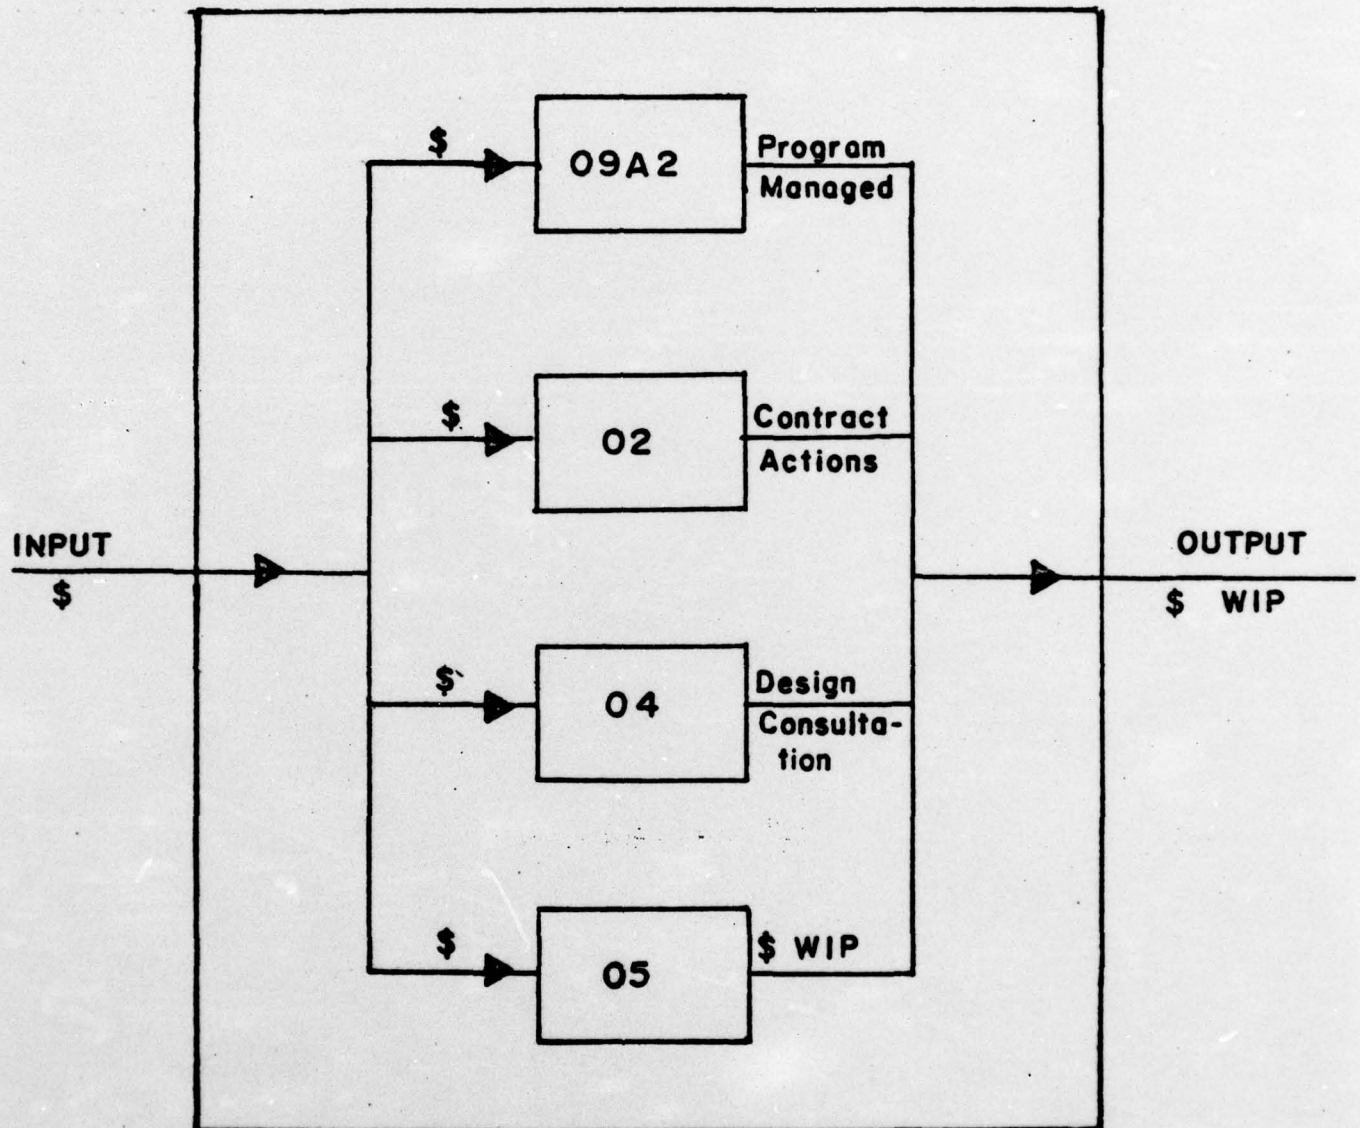 $
09A2
Program
Managed
$
02
Contract
Actions
INPUT
$
OUTPUT
$ WIP
$
04
Design
Consulta-
tion
$
05
$ WIP